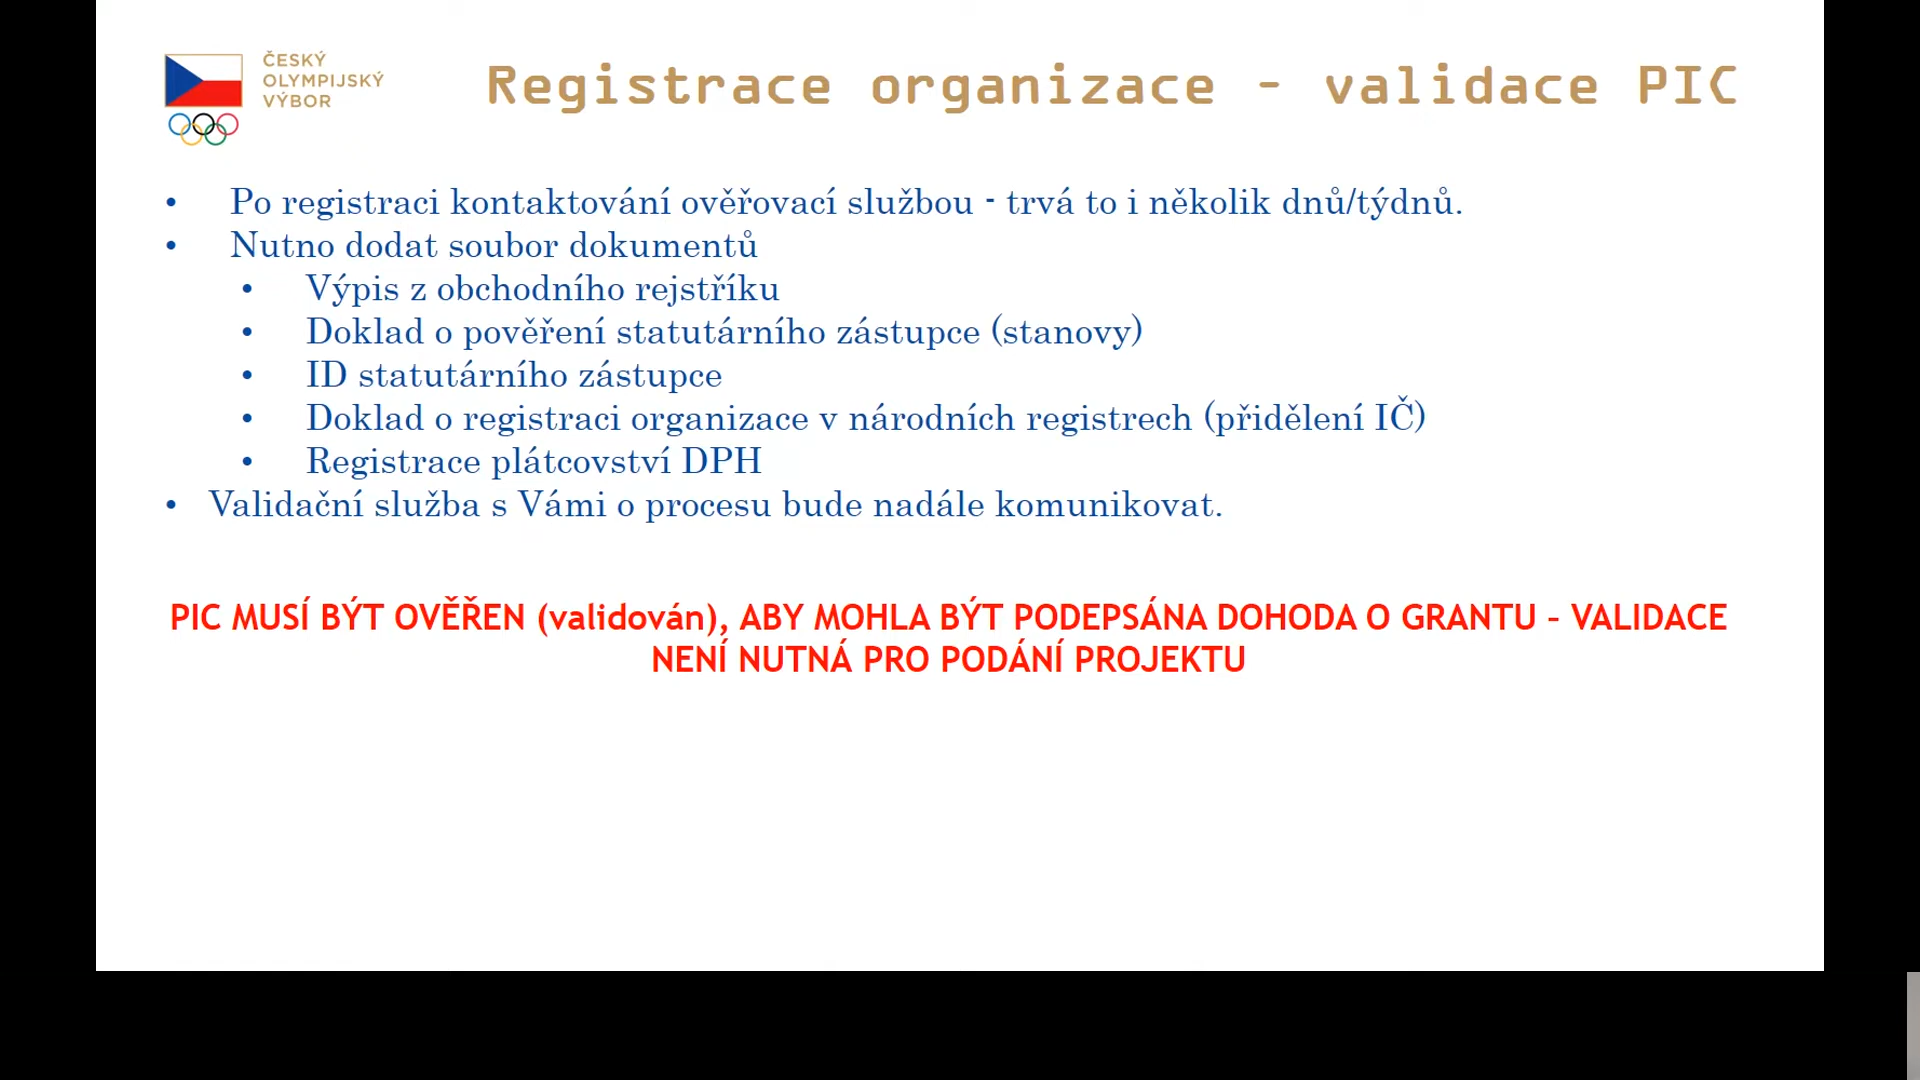 ČESKÝ
OLYMPIJSKÝ
VÝBOR
Registrace organizace - validace PIC
• Po registraci kontaktování ověřovací službou - trvá to i několik dnů/týdnů.
• Nutno dodat soubor dokumentů
• Výpis z obchodního rejstříku
• Doklad o pověření statutárního zástupce (stanovy)
• ID statutárního zástupce
• Doklad o registraci organizace v národních registrech (přidělení IČ)
• Registrace plátcovství DPH
• Validační služba s Vámi o procesu bude nadále komunikovat.
PIC MUSÍ BÝT OVĚŘEN (validován), ABY MOHLA BÝT PODEPSÁNA DOHODA O GRANTU – VALIDACE
NENÍ NUTNÁ PRO PODÁNÍ PROJEKTU